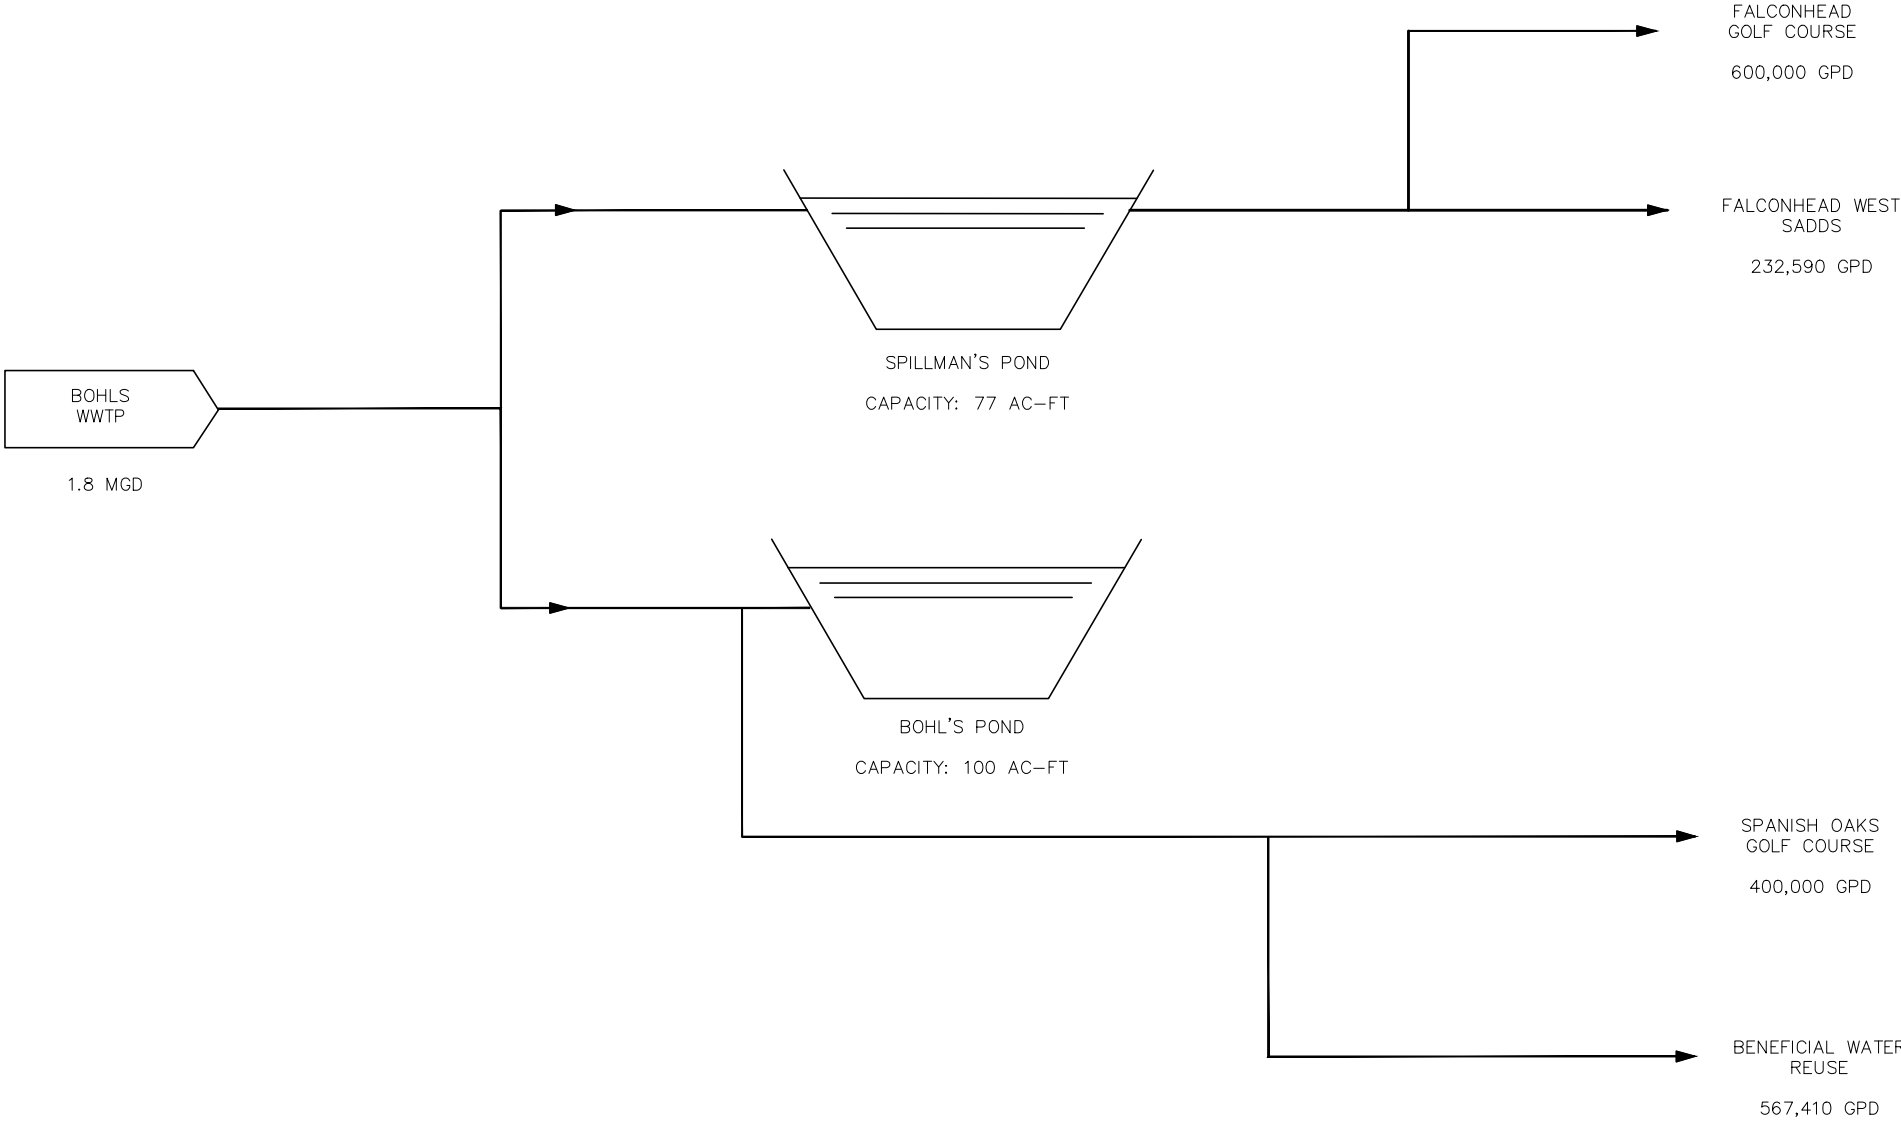 FALCONHEAD
GOLF COURSE
600,000 GPD
FALCONHEAD WEST
SADDS
232,590 GPD
SPILLMAN'S POND
CAPACITY: 77 AC-FT
BOHLS
WWTP
1.8 MGD
BOHL'S POND
CAPACITY: 100 AC-FT
SPANISH OAKS
GOLF COURSE
400,000 GPD
BENEFICIAL WATER
REUSE
567,410 GPD